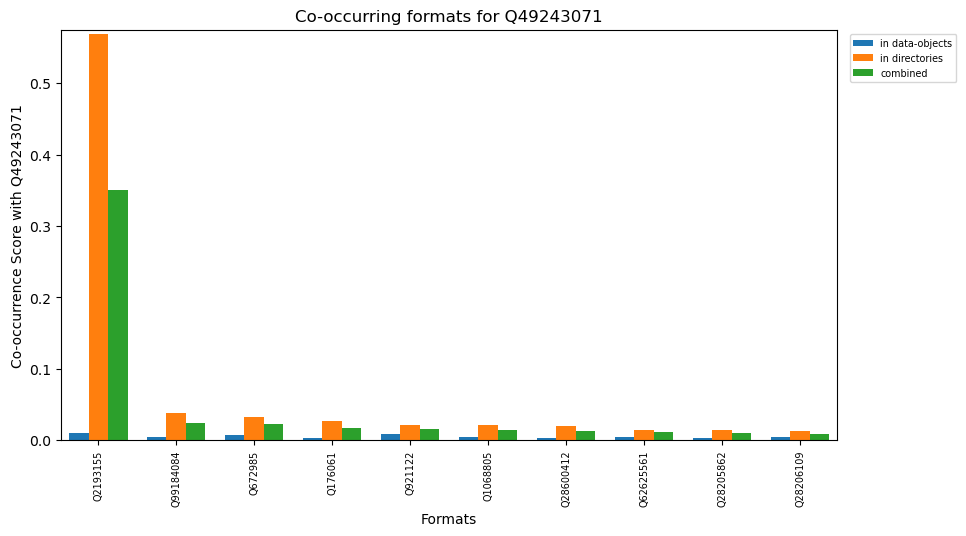 Co-occurring formats for Q49243071
in data-objects
in directories
combined
Co-occurrence Score with Q49243071
0.5
0.4
0.3
0.2
0.1
0.0
Q2193155
Q99184084
Q672985
Q176061
Q921122
Q1068805
Q28600412
Q62625561
Q28205862
Q28206109
Formats